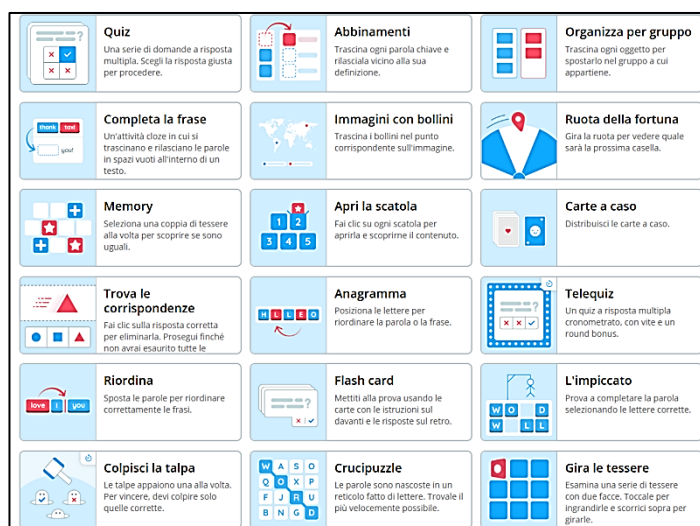 Quiz
Una serie di domande a risposta
multipla. Scegli la risposta giusta
per procedere.
Abbinamenti
Trascina ogni parola chiave e
rilasciala vicino alla sua
definizione.
Organizza per gruppo
Trascina ogni oggetto per
spostarlo nel gruppo a cui
appartiene.
thank taxi
you!
Completa la frase
Un'attività cloze in cui si
trascinano e rilasciano le parole
in spazi vuoti all'interno di un
testo.
Immagini con bollini
Trascina i bollini nel punto
corrispondente sull'immagine.
Ruota della fortuna
Gira la ruota per vedere quale
sarà la prossima casella.
Memory
Seleziona una coppia di tessere
alla volta per scoprire se sono
uguali.
1 2
3 4 5
Apri la scatola
Fai clic su ogni scatola per
aprirla e scoprirne il contenuto.
Carte a caso
Distribuisci le carte a caso.
Trova le
corrispondenze
Fai clic sulla risposta corretta
per eliminarla. Prosegui finché
non avrai esaurito tutte le
H L L E O
Anagramma
Posiziona le lettere per
riordinare la parola o la frase.
Telequiz
Un quiz a risposta multipla
cronometrato, con vite e un
round bonus.
love I you
Riordina
Sposta le parole per riordinare
correttamente le frasi.
Flash card
Mettiti alla prova usando le
carte con le istruzioni sul
davanti e le risposte sul retro.
W O D
W L L
L'impiccato
Prova a completare la parola
selezionando le lettere corrette.
Colpisci la talpa
Le talpe appaiono una alla volta.
Per vincere, devi colpire solo
quelle corrette.
W A S O
Q O X P
F J R U
B N G D
Crucipuzzle
Le parole sono nascoste in un
reticolo fatto di lettere. Trovale il
più velocemente possibile.
Gira le tessere
Esamina una serie di tessere
con due facce. Toccale per
ingrandirle e scorrici sopra per
girarle.